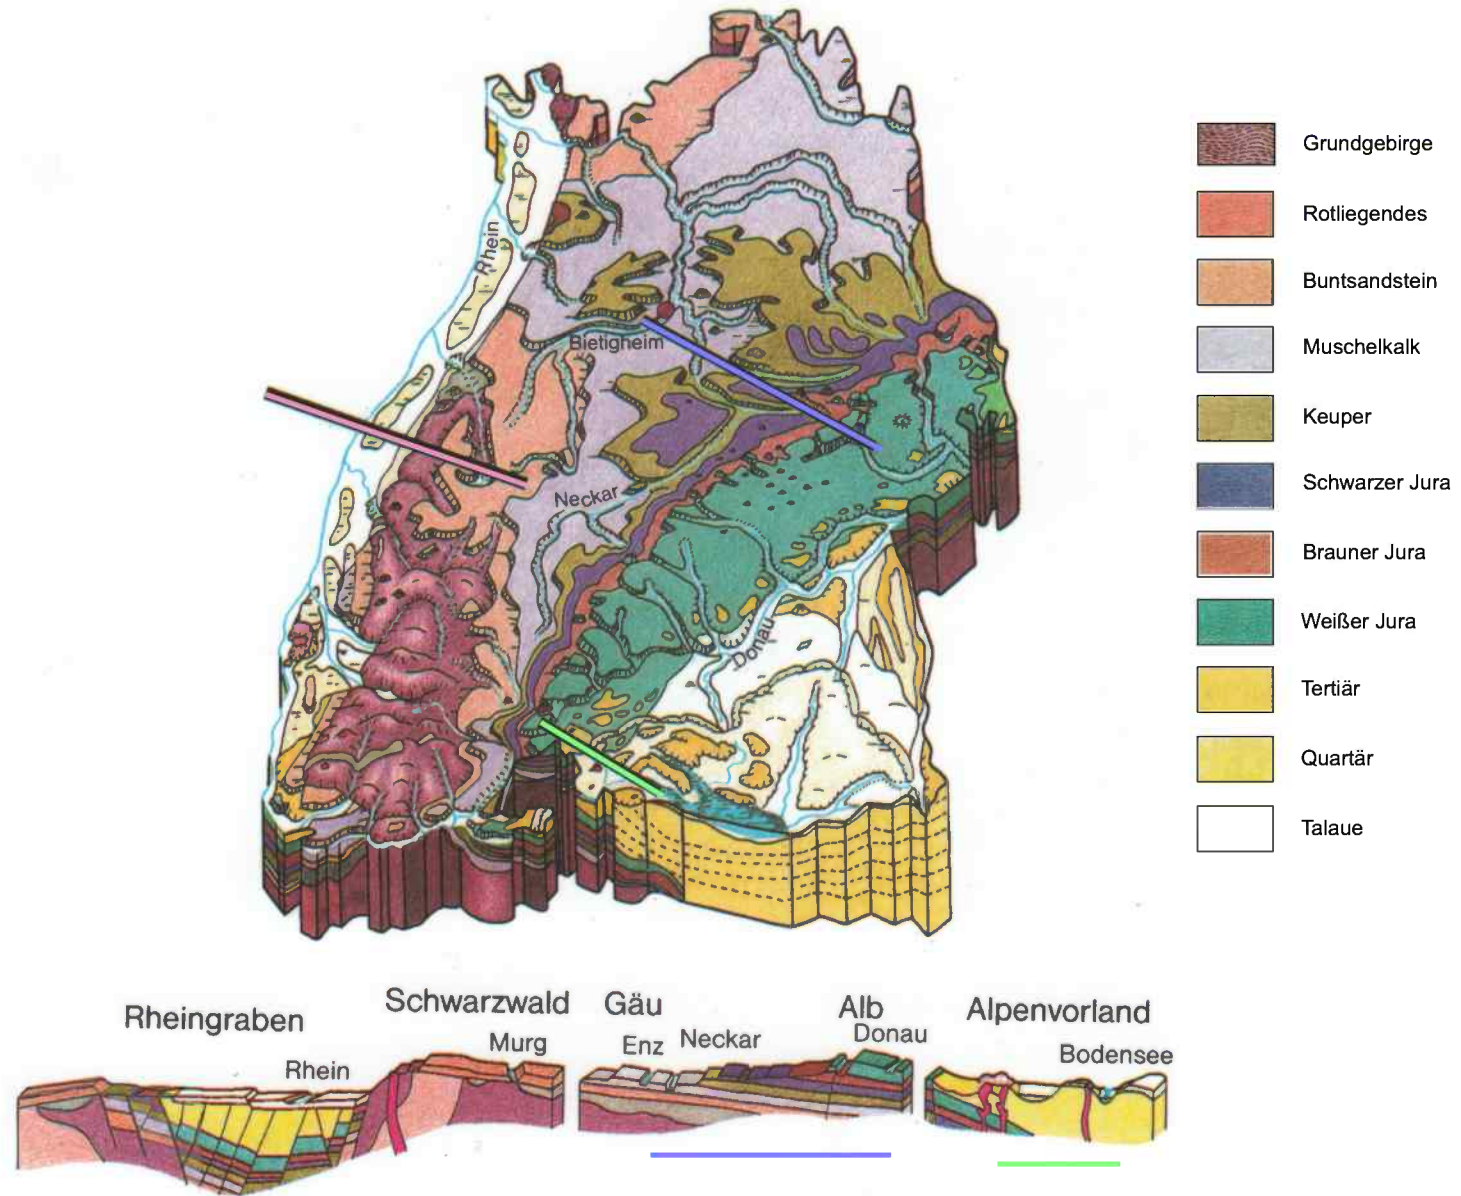 Rhein
Bietigheim
Neckar
Donau
Grundgebirge
Rotliegendes
Buntsandstein
Muschelkalk
Keuper
Schwarzer Jura
Brauner Jura
Weißer Jura
Tertiär
Quartär
Talaue
Rheingraben
Schwarzwald
Gäu
Alb
Alpenvorland
Rhein
Murg
Enz
Neckar
Donau
Bodensee